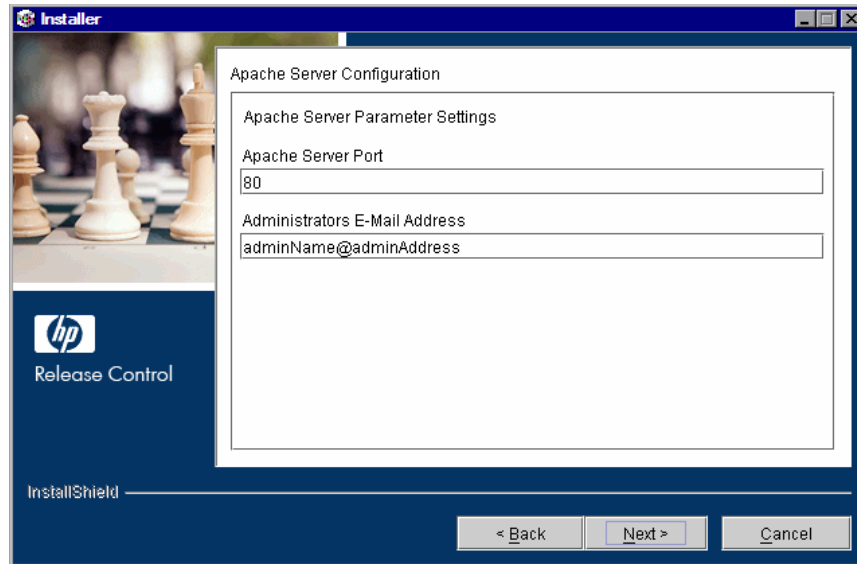 Installer
Apache Server Configuration
Apache Server Parameter Settings
Apache Server Port
80
Administrators E-Mail Address
adminName@adminAddress
hp
Release Control
InstallShield
< Back
Next >
Cancel